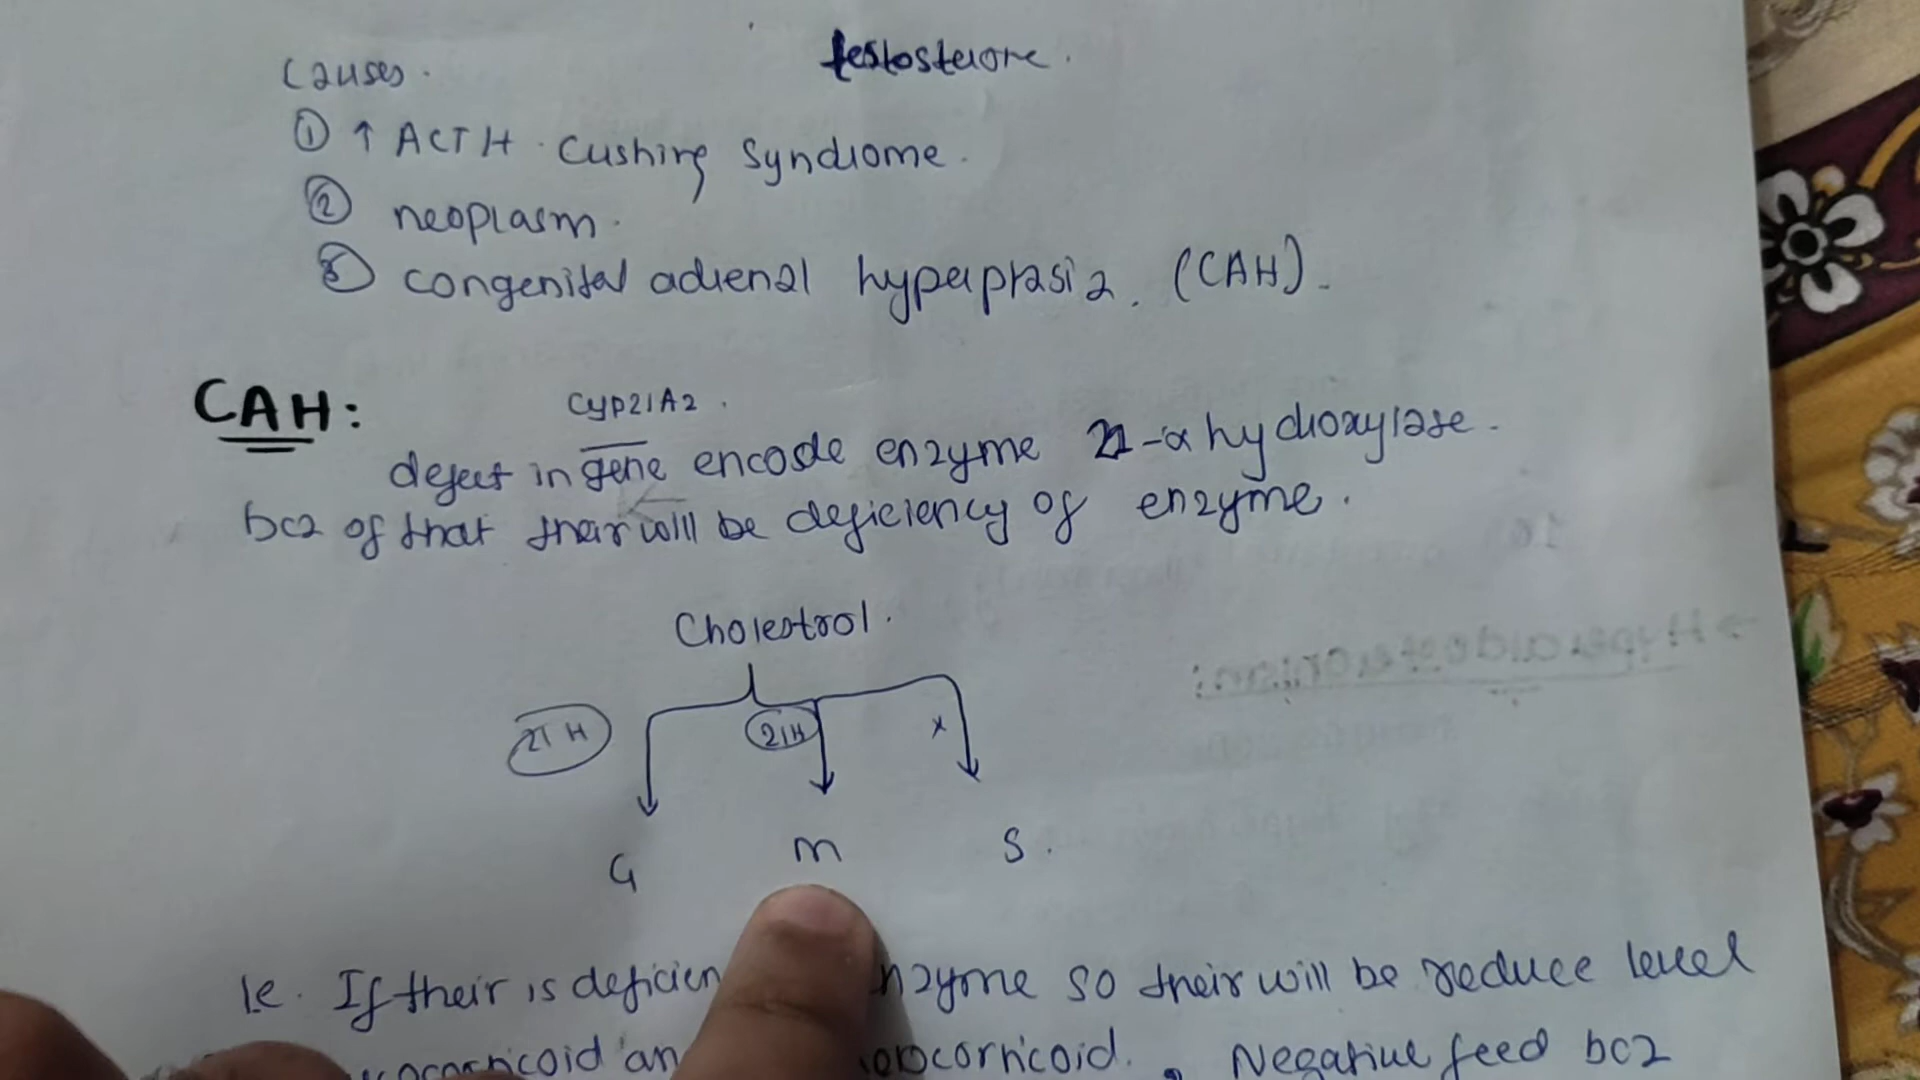 testosterone.
Causes.
① ↑ ACTH. Cushing syndrome.
② neoplasm.
③ congenital adrenal hyperplasia. (CAH).
CAH:
CYP21A2.
defect in gene encode enzyme 21-α hydroxylase.
bcz of that their will be deficiency of enzyme.
Cholestrol.
21 H 21H x
G m S.
ie. If their is deficien nzyme so their will be reduce level
ocorticoid an ocorticoid. Negative feed bcz